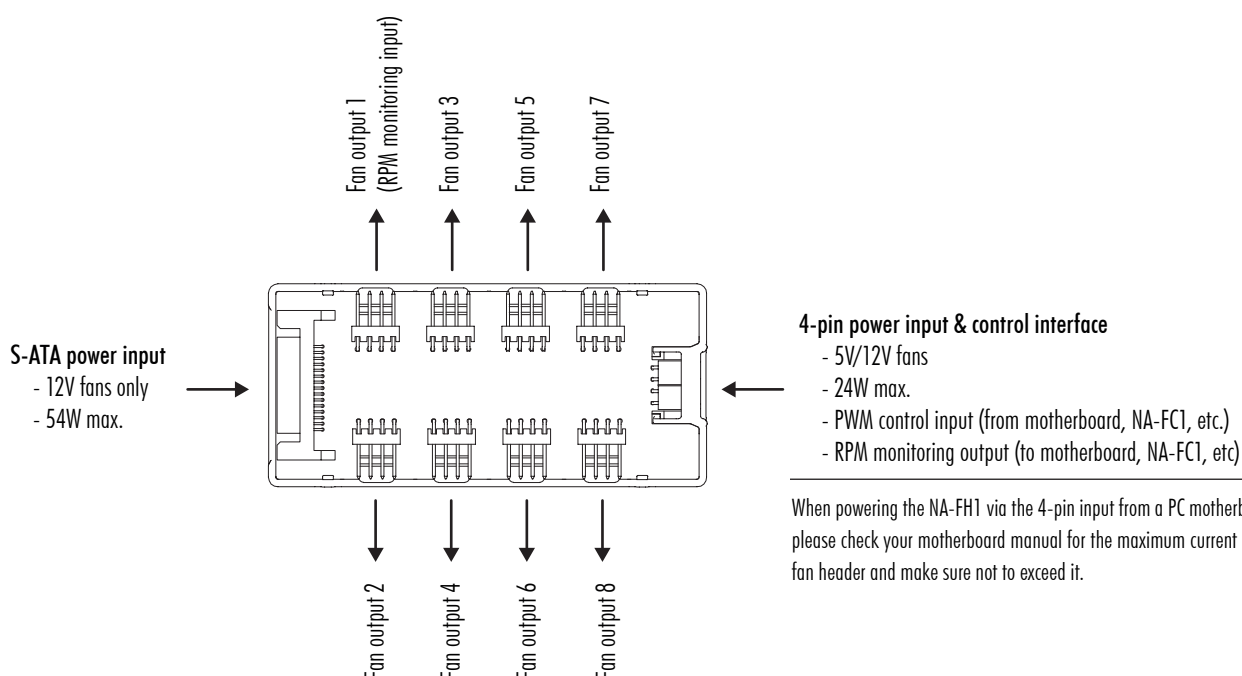 Fan output 1
(RPM monitoring input)
Fan output 3
Fan output 5
Fan output 7
S-ATA power input
- 12V fans only
- 54W max.
4-pin power input & control interface
- 5V/12V fans
- 24W max.
- PWM control input (from motherboard, NA-FC1, etc.)
- RPM monitoring output (to motherboard, NA-FC1, etc)
When powering the NA-FH1 via the 4-pin input from a PC
please check your motherboard manual for the maximum current
fan header and make sure not to exceed it.
Fan output 2
Fan output 4
Fan output 6
Fan output 8